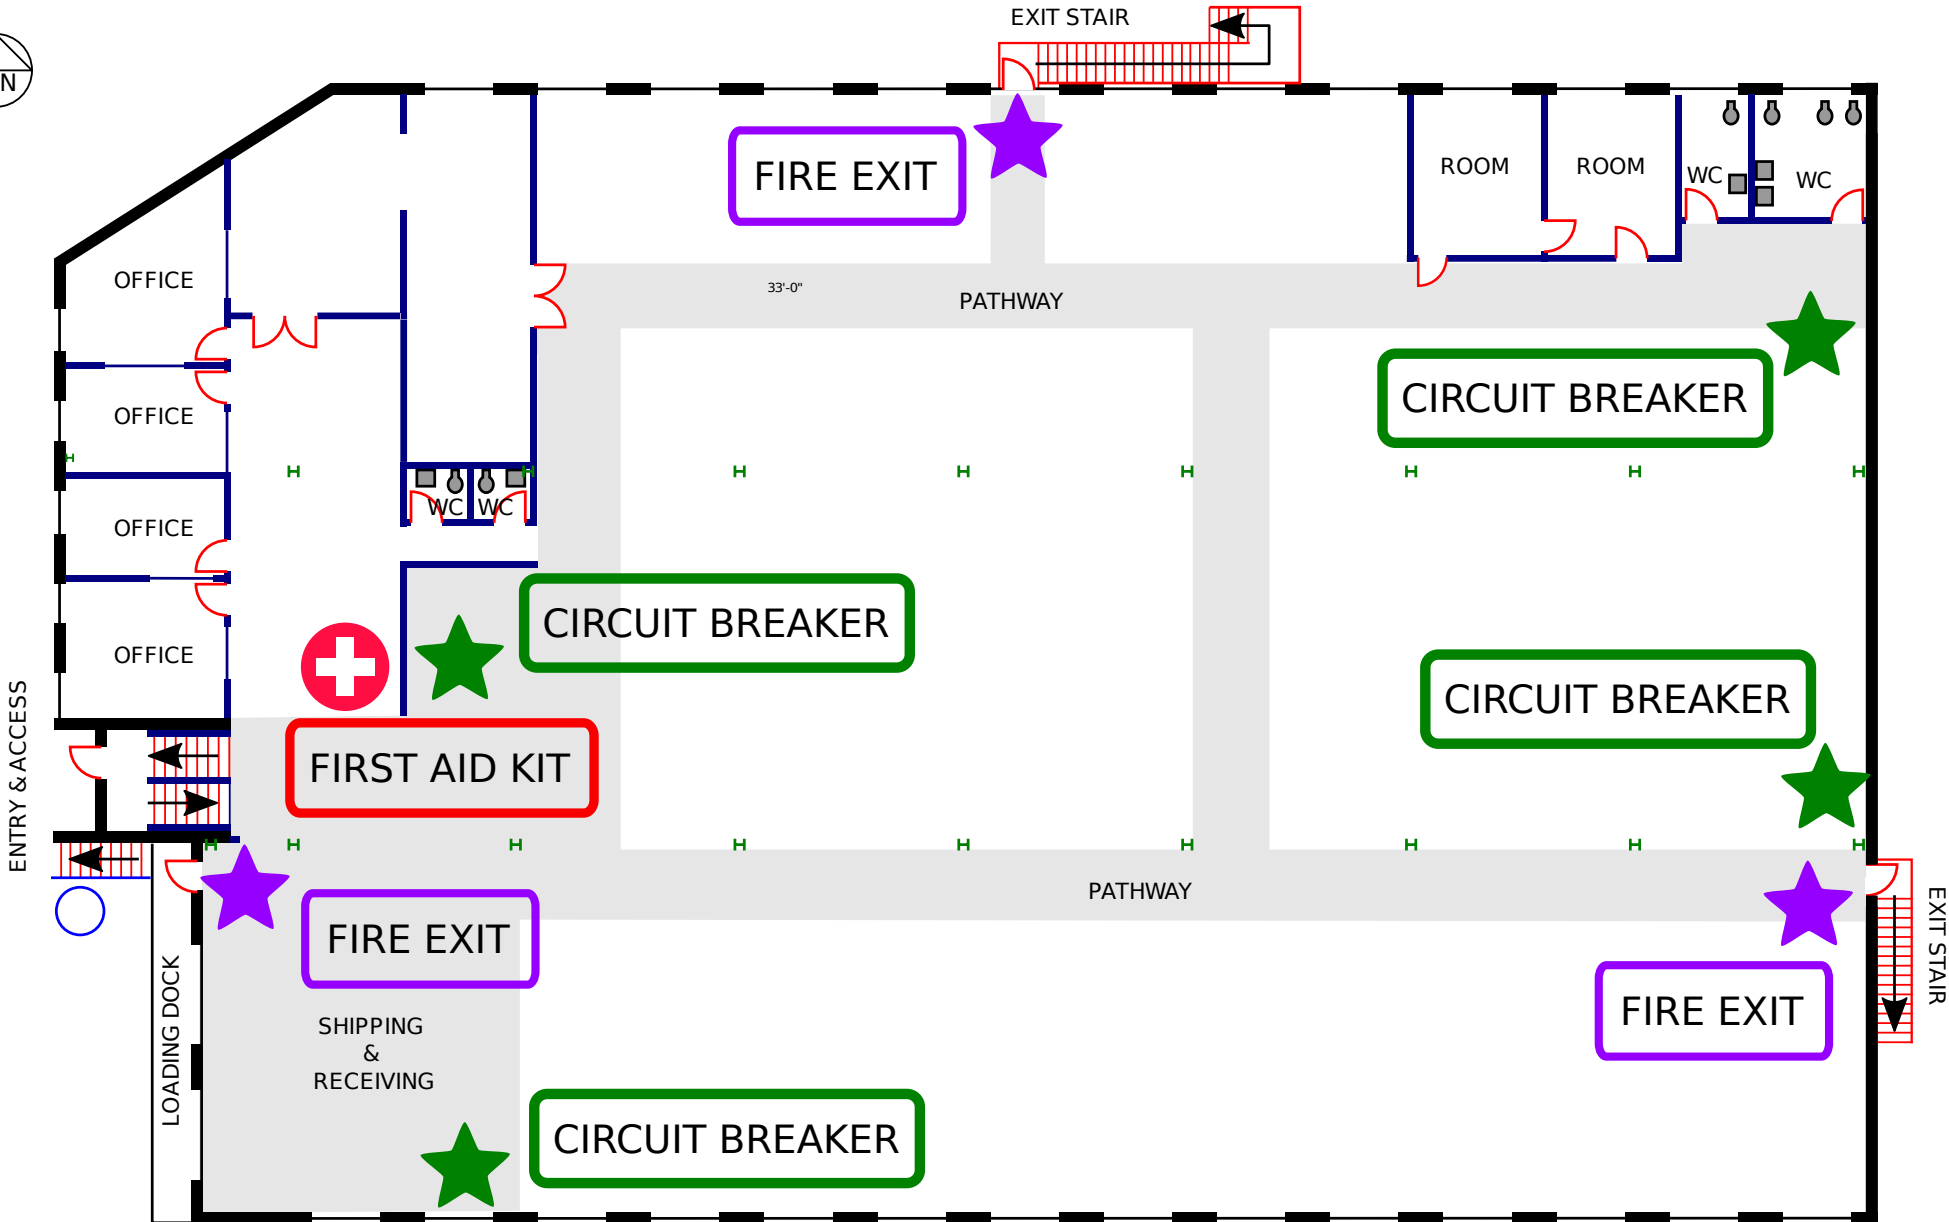 EXIT STAIR
N
FIRE EXIT
ROOM
ROOM
WC
WC
OFFICE
33'-0"
PATHWAY
CIRCUIT BREAKER
OFFICE
WC
WC
OFFICE
CIRCUIT BREAKER
OFFICE
CIRCUIT BREAKER
ENTRY & ACCESS
FIRST AID KIT
PATHWAY
FIRE EXIT
EXIT STAIR
FIRE EXIT
LOADING DOCK
SHIPPING
&
RECEIVING
CIRCUIT BREAKER